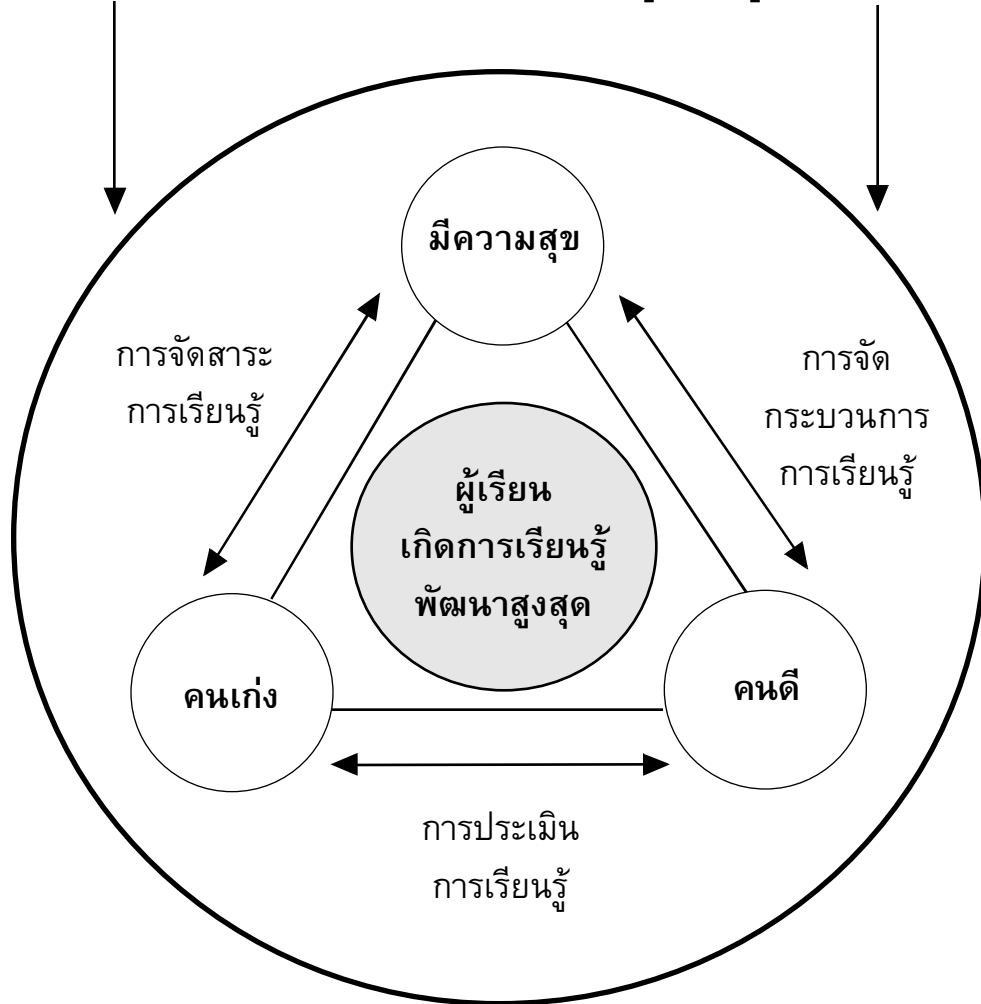 มีความสุข
การจัดสาระ
การเรียนรู้
การจัด
กระบวนการ
การเรียนรู้
ผู้เรียน
เกิดการเรียนรู้
พัฒนาสูงสุด
คนเก่ง
คนดี
การประเมิน
การเรียนรู้